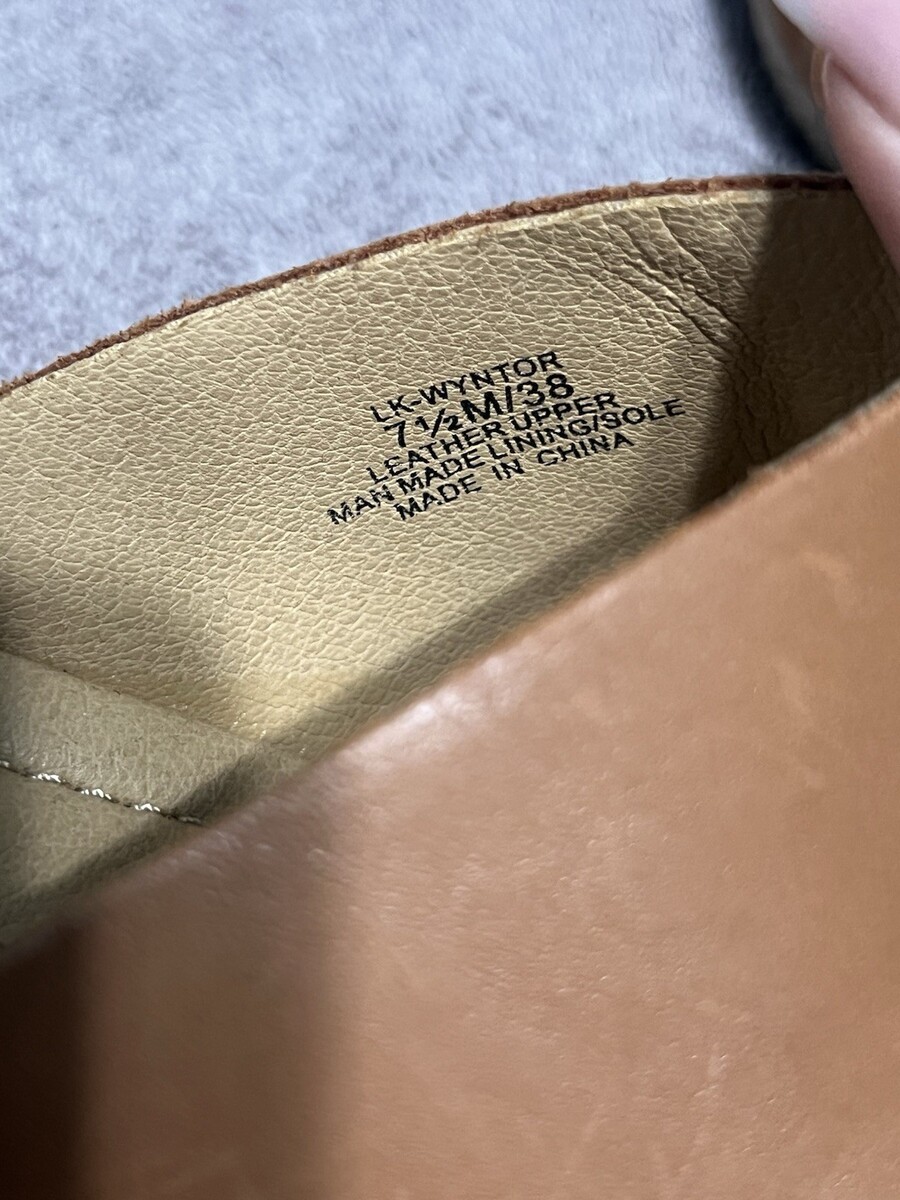 LK-WYNTOR
7½M/38
LEATHER UPPER
MAN MADE LINING/SOLE
MADE IN CHINA